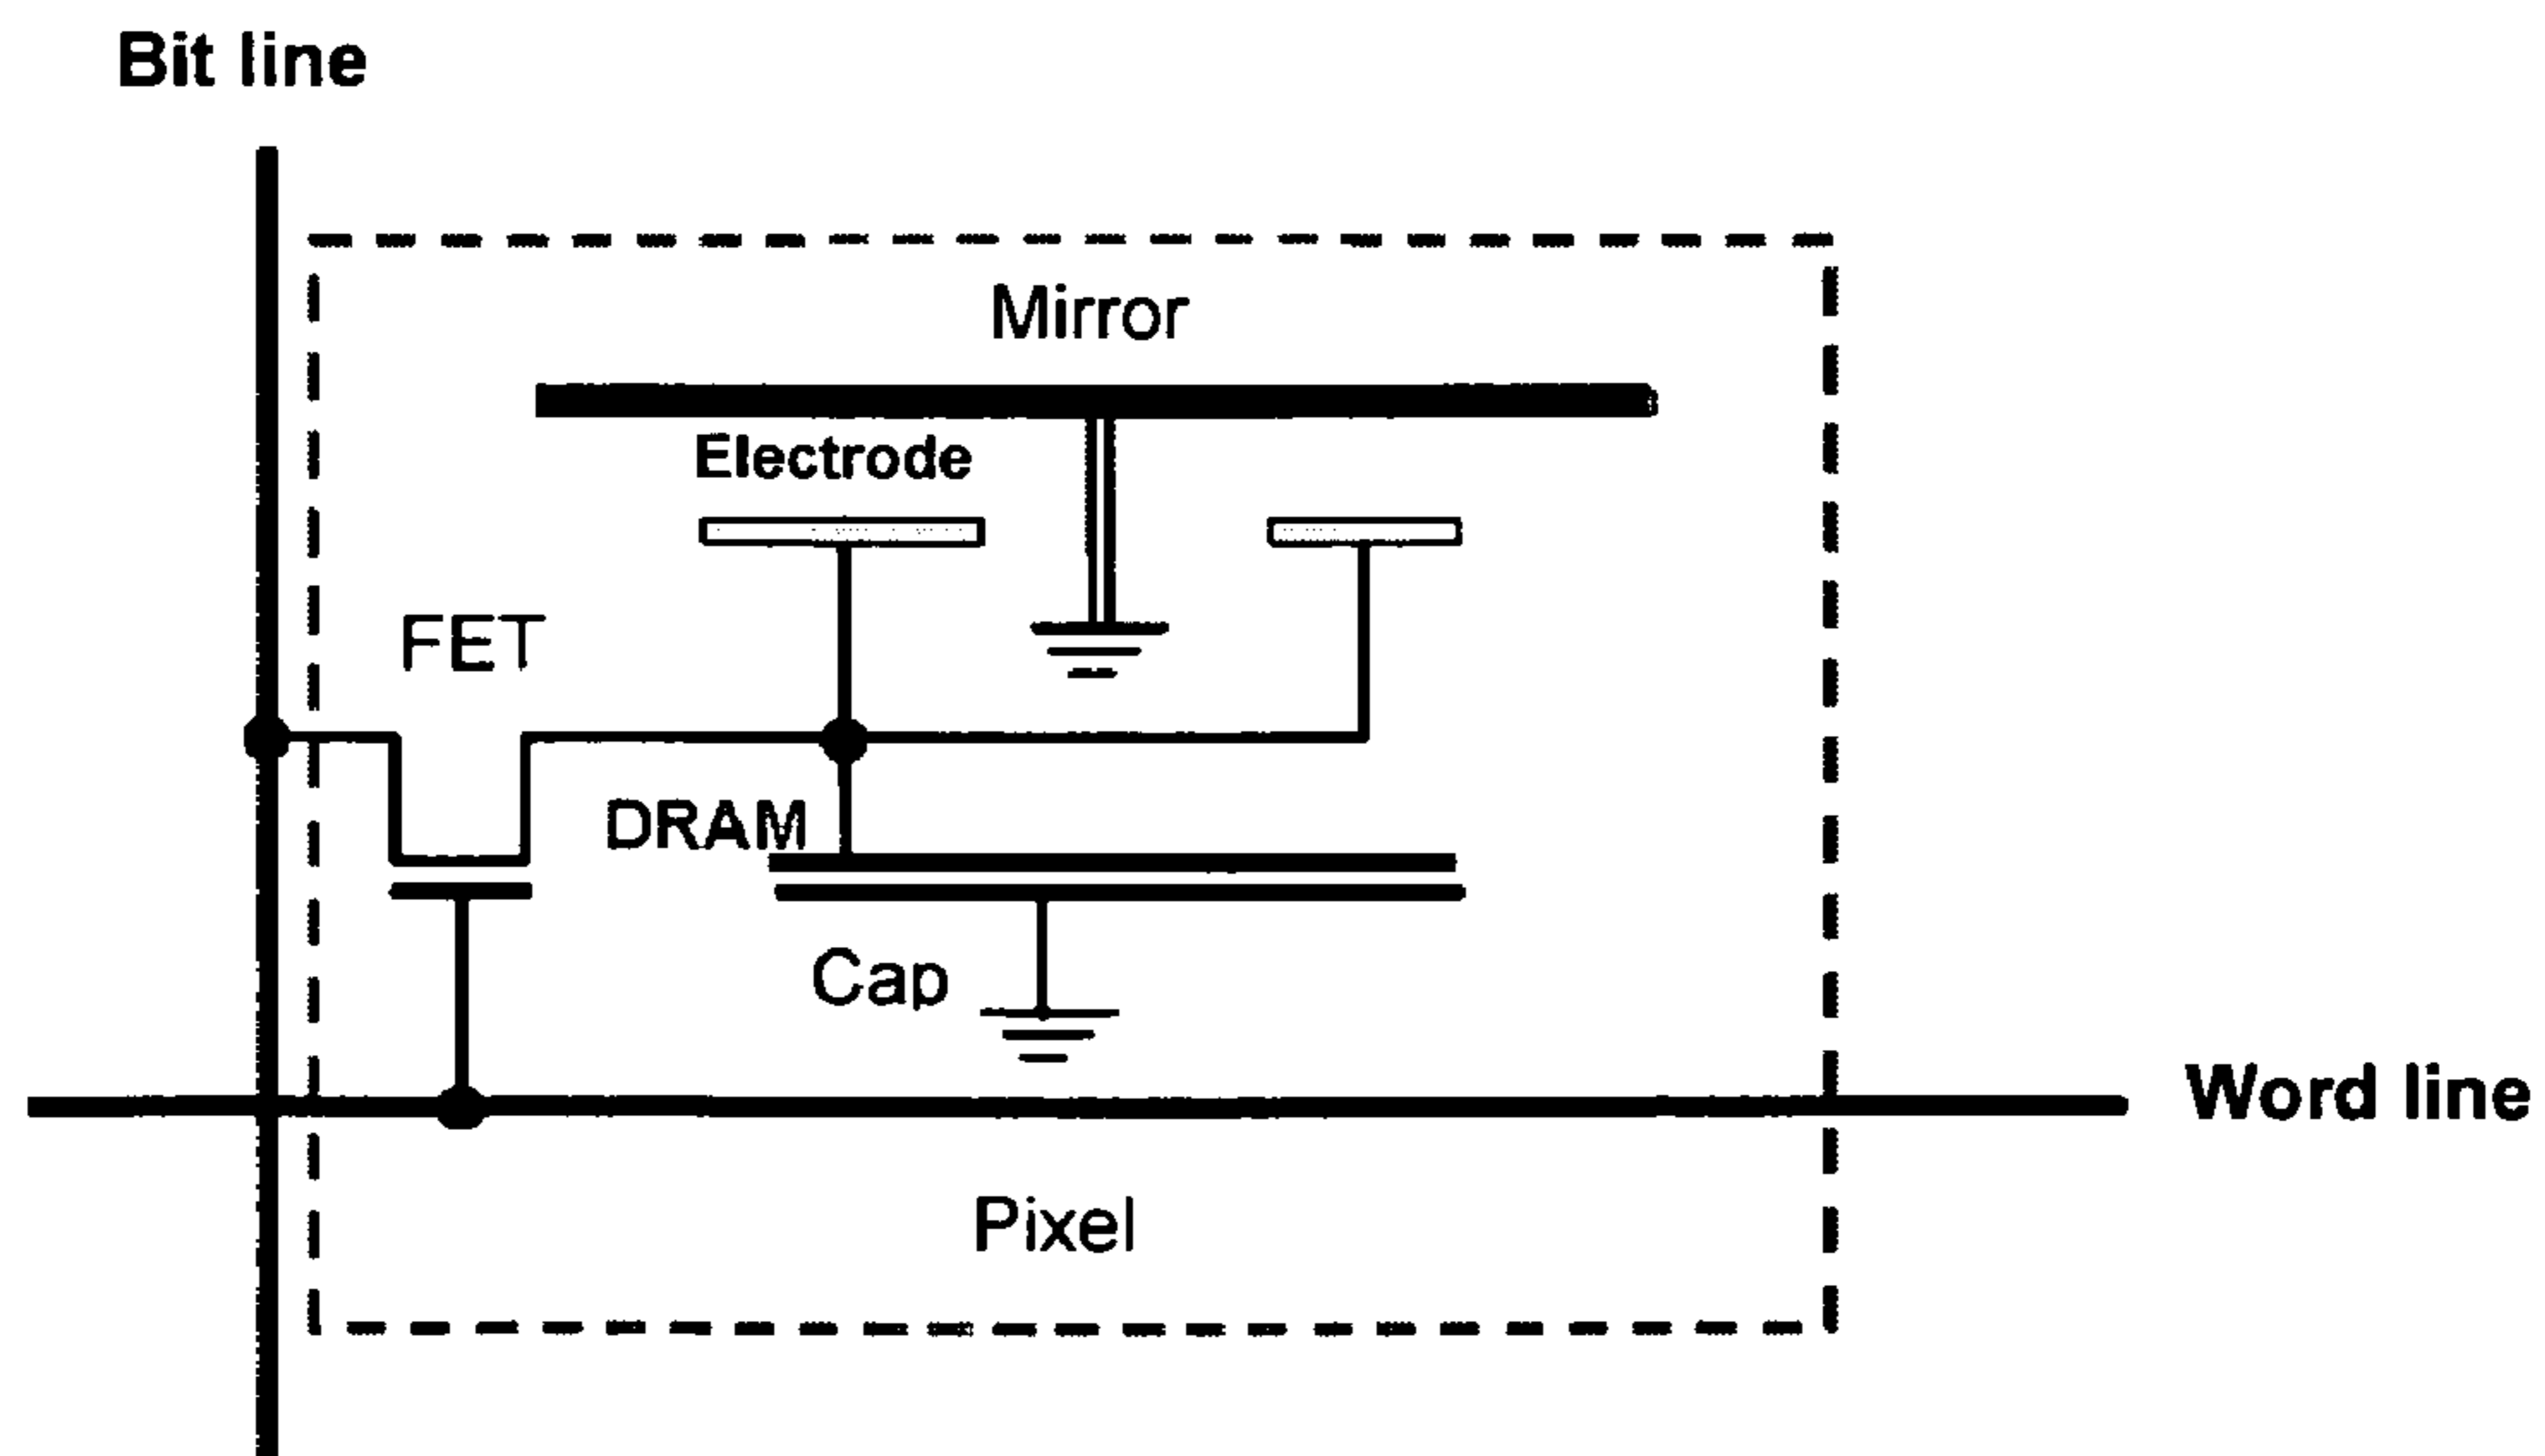 Bit line
Mirror
Electrode
FET
DRAM
Cap
Word line
Pixel